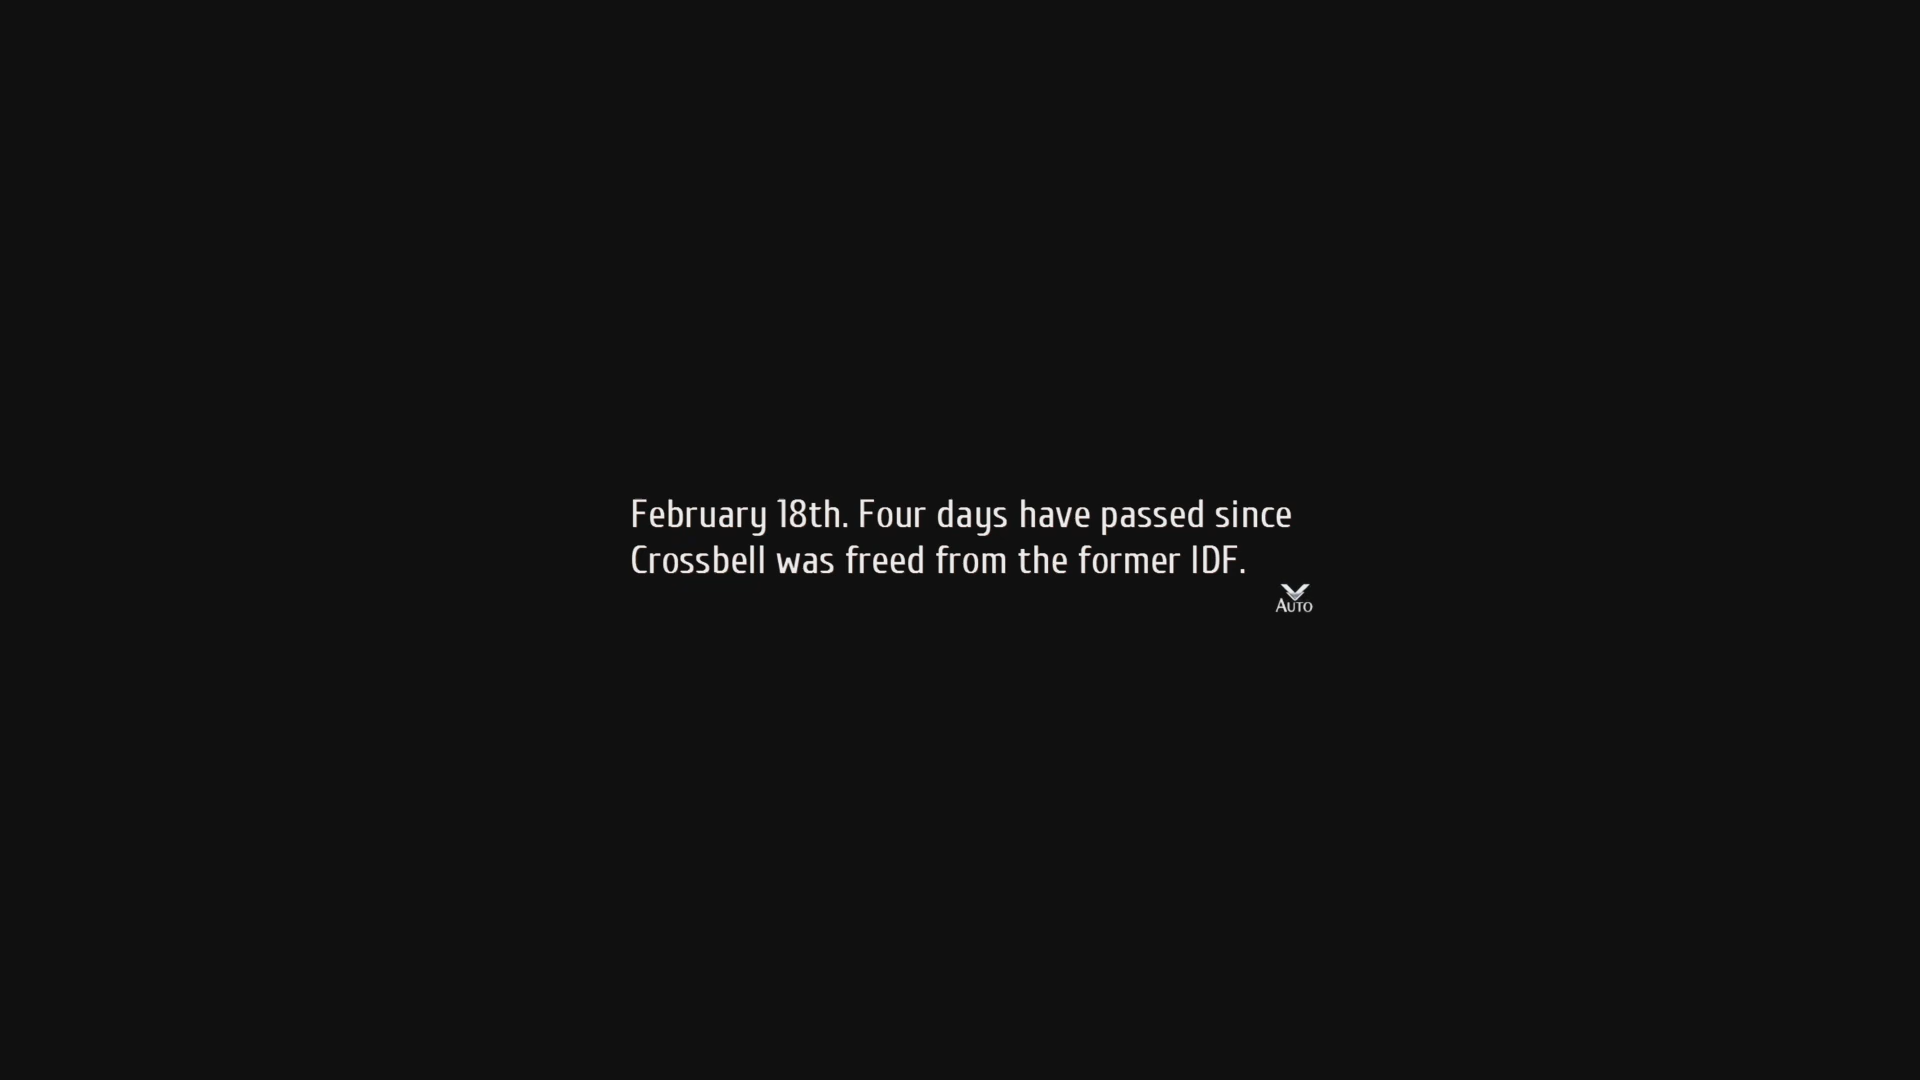 February 18th. Four days have passed since
Crossbell was freed from the former IDF.
AUTO